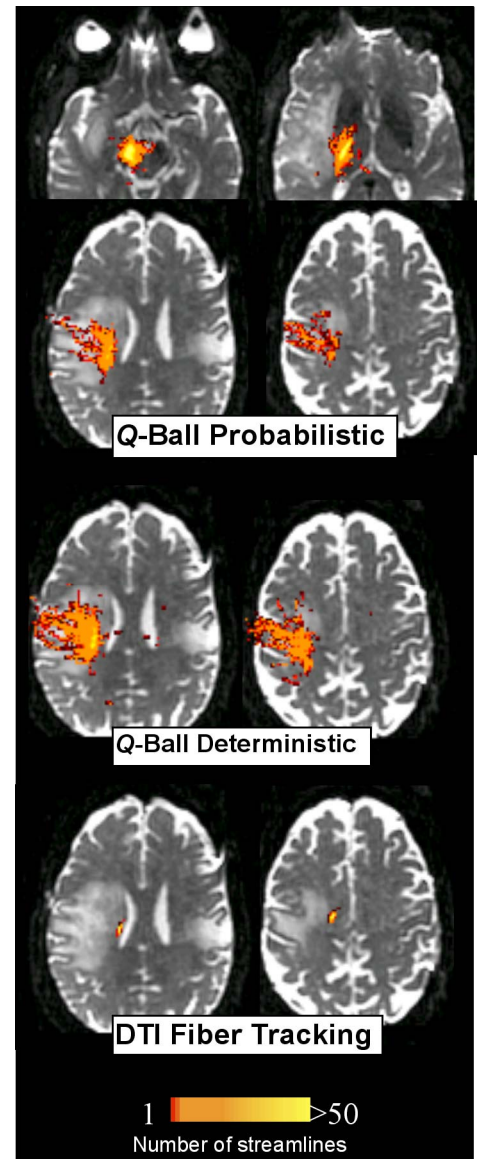 Q-Ball Probabilistic
Q-Ball Deterministic
DTI Fiber Tracking
1 >50
Number of streamlines